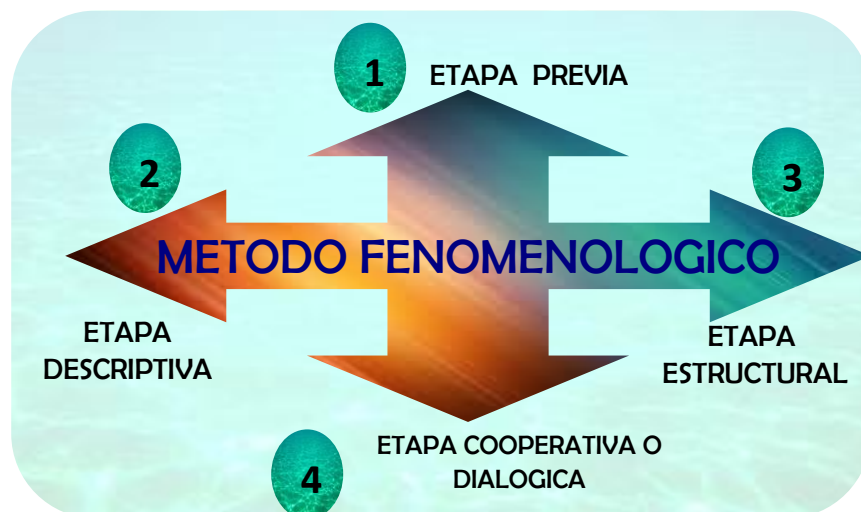 1
ETAPA PREVIA
2
3
METODO FENOMENOLOGICO
ETAPA
DESCRIPTIVA
ETAPA
ESTRUCTURAL
4
ETAPA COOPERATIVA O
DIALOGICA